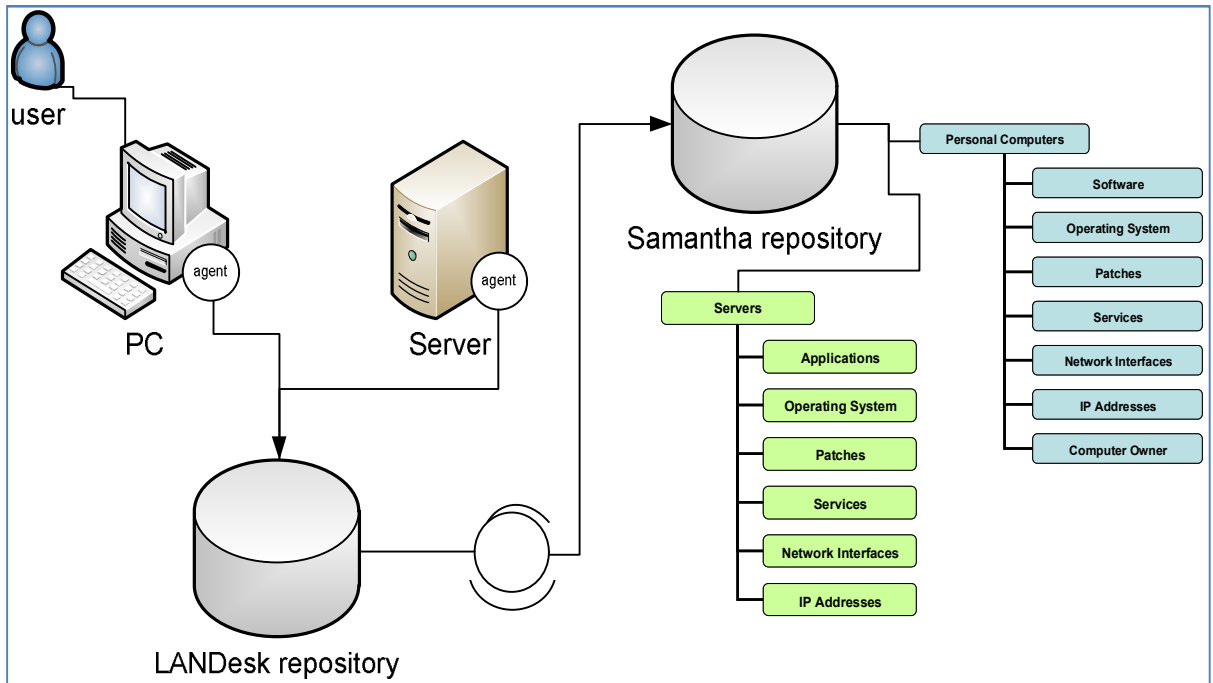 user
agent
PC
agent
Server
LANDesk repository
Samantha repository
Servers
Applications
Operating System
Patches
Services
Network Interfaces
IP Addresses
Personal Computers
Software
Operating System
Patches
Services
Network Interfaces
IP Addresses
Computer Owner